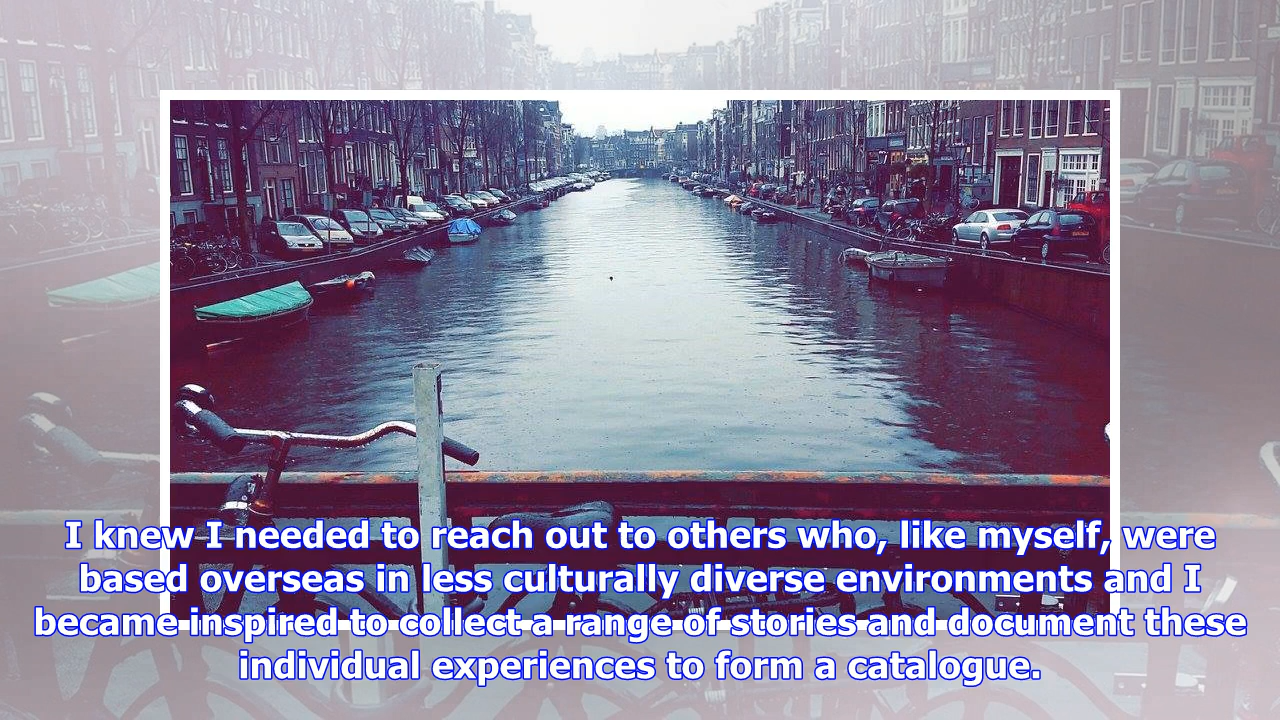 I knew I needed to reach out to others who, like myself, were
based overseas in less culturally diverse environments and I
became inspired to collect a range of stories and document these
individual experiences to form a catalogue.